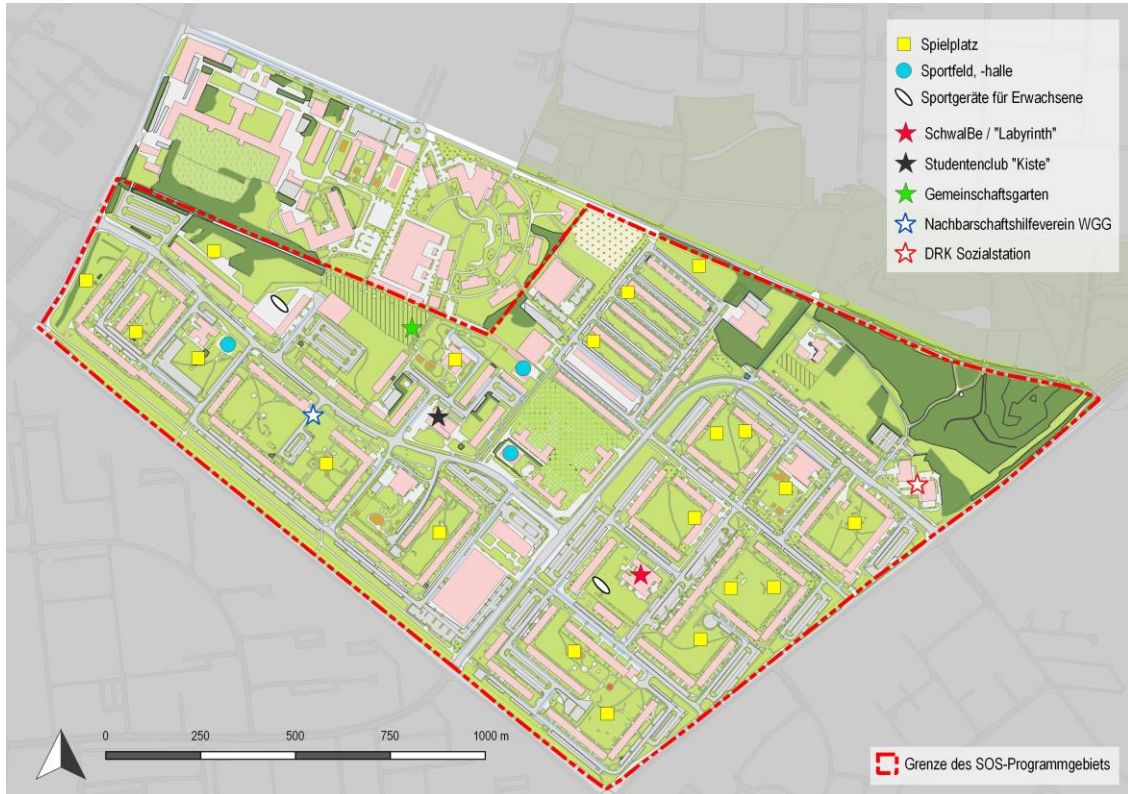 Spielplatz
Sportfeld, -halle
Sportgeräte für Erwachsene
SchwalBe / "Labyrinth"
Studentenclub "Kiste"
Gemeinschaftsgarten
Nachbarschaftshilfeverein WGG
DRK Sozialstation
0 250 500 750 1000 m
Grenze des SOS-Programmgebiets